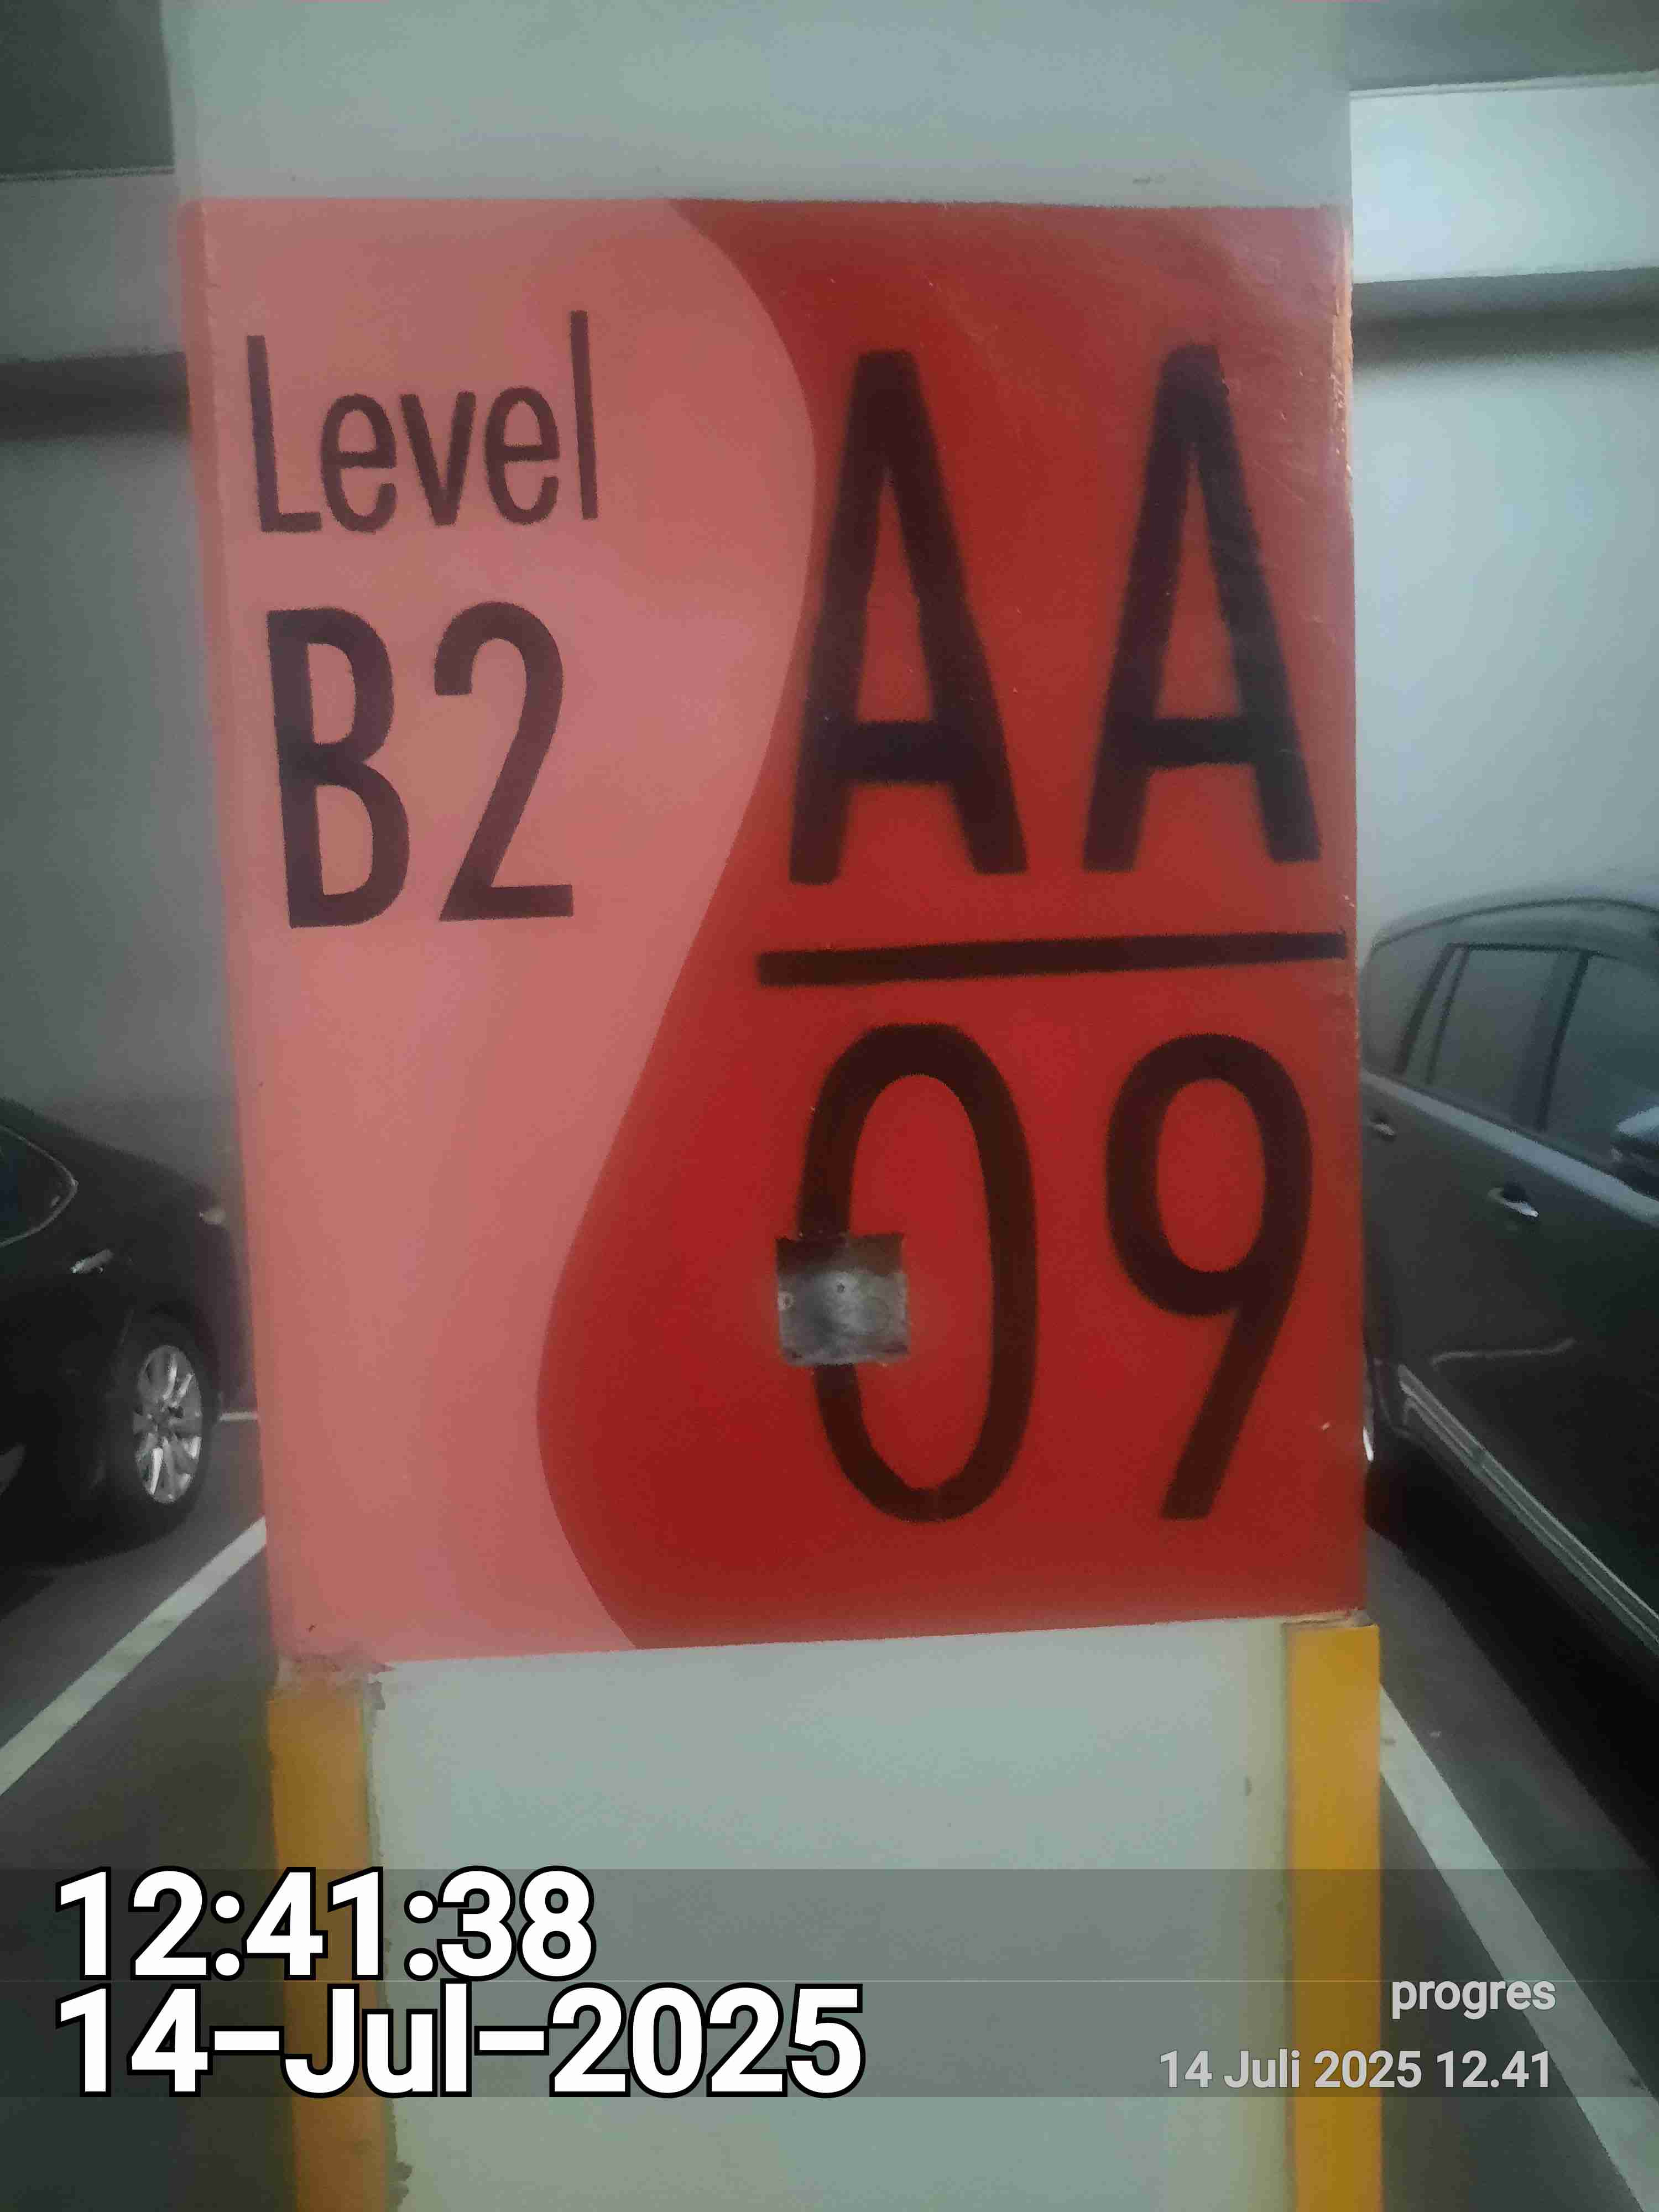 Level
B2
AA
09
12:41:38
14-Jul-2025
progres
14 Juli 2025 12.41